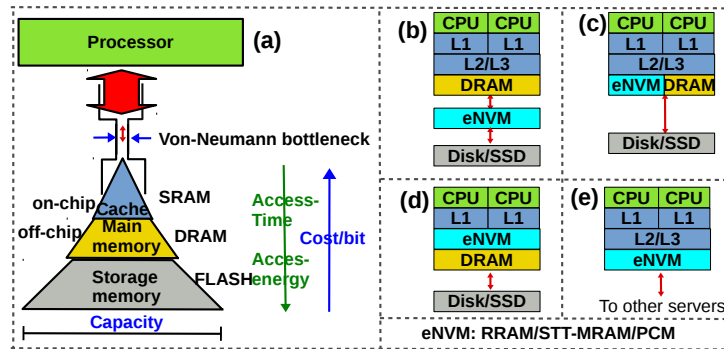 Processor
(a)
Von-Neumann bottleneck
on-chip
Cache
SRAM
off-chip
Main
memory
DRAM
Storage
memory
FLASH
Capacity
Access-
Time
Acces-
energy
Cost/bit
(b)
CPU CPU
L1 L1
L2/L3
DRAM
eNVM
Disk/SSD
(c)
CPU CPU
L1 L1
L2/L3
eNVM DRAM
Disk/SSD
(d)
CPU CPU
L1 L1
eNVM
DRAM
Disk/SSD
(e)
CPU CPU
L1 L1
L2/L3
eNVM
To other servers
eNVM: RRAM/STT-MRAM/PCM